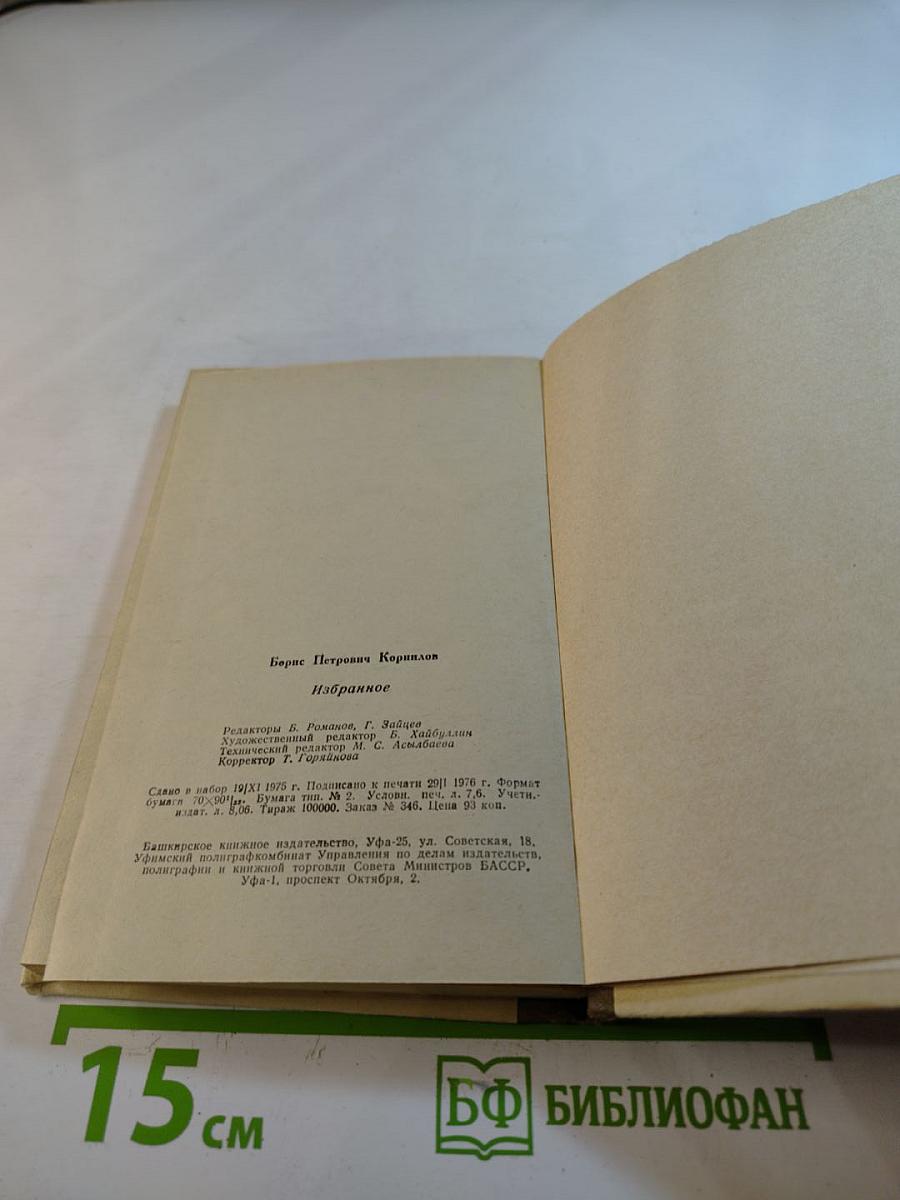 Борис Петрович Корнилов
Избранное
Редакторы Б. Романов, Г. Зайцев
Художественный редактор Б. Хайбуллин
Технический редактор М. С. Асылбаева
Корректор Т. Горяйнова
Сдано в набор 19/XI 1975 г. Подписано к печати 29/I 1976 г. Формат
бумаги 70×90¹/₃₂. Бумага тип. № 2. Условн. печ. л. 7,6. Учетн.-
издат. л. 8,06. Тираж 100000. Заказ № 346. Цена 93 коп.
Башкирское книжное издательство, Уфа-25, ул. Советская, 18.
Уфимский полиграфкомбинат Управления по делам издательств,
полиграфии и книжной торговли Совета Министров БАССР.
Уфа-1, проспект Октября, 2.
15 см
БФ БИБЛИОФАН